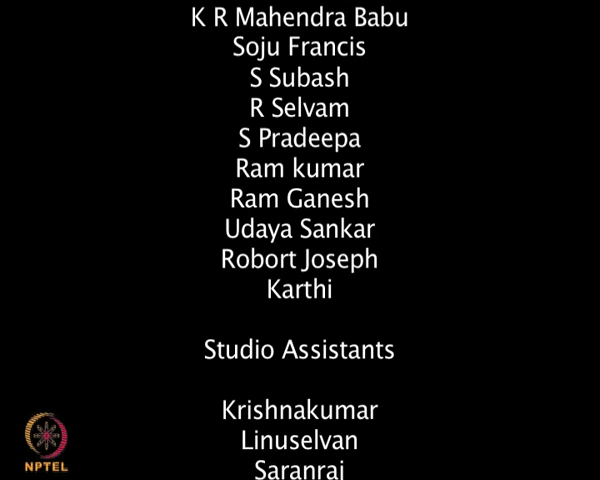 K R Mahendra Babu
Soju Francis
S Subash
R Selvam
S Pradeepa
Ram kumar
Ram Ganesh
Udaya Sankar
Robort Joseph
Karthi
Studio Assistants
Krishnakumar
Linuselvan
Saranraj
NPTEL